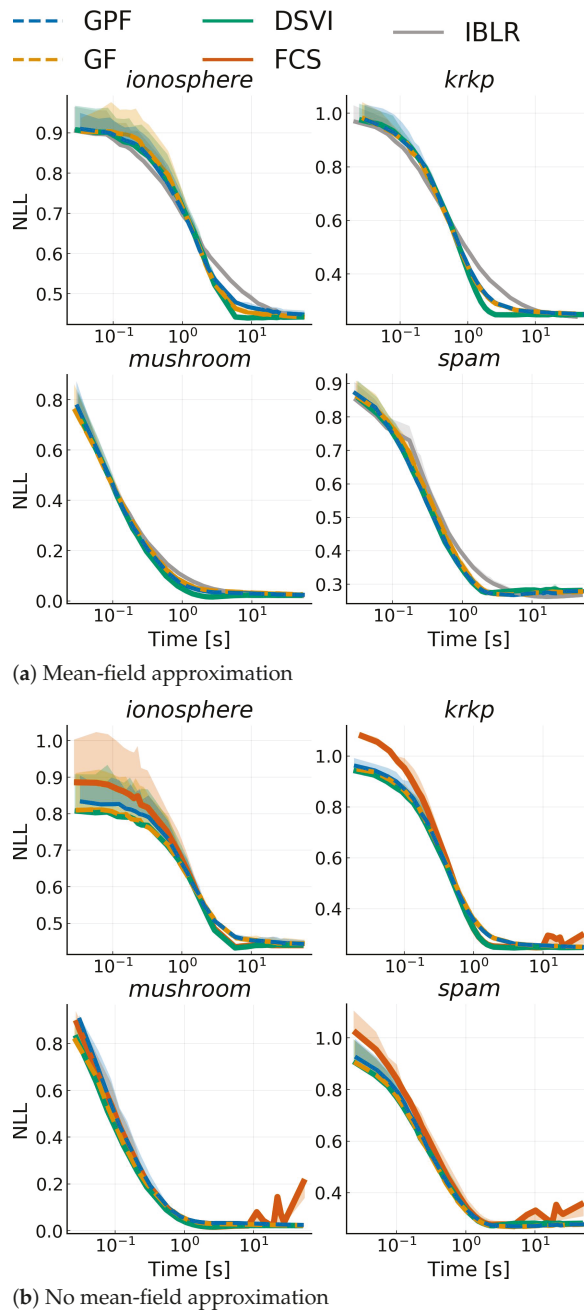 GPF DSVI IBLR
GF FCS
ionosphere krkp
NLL
0.9
0.8
0.7
0.6
0.5
10⁻¹ 10⁰ 10¹
1.0
0.8
0.6
0.4
10⁻¹ 10⁰ 10¹
mushroom spam
NLL
0.8
0.6
0.4
0.2
0.0
10⁻¹ 10⁰ 10¹
Time [s]
0.9
0.8
0.7
0.6
0.5
0.4
0.3
10⁻¹ 10⁰ 10¹
Time [s]
(a) Mean-field approximation
ionosphere krkp
NLL
1.0
0.9
0.8
0.7
0.6
0.5
10⁻¹ 10⁰ 10¹
1.0
0.8
0.6
0.4
10⁻¹ 10⁰ 10¹
mushroom spam
NLL
0.8
0.6
0.4
0.2
0.0
10⁻¹ 10⁰ 10¹
Time [s]
1.0
0.8
0.6
0.4
10⁻¹ 10⁰ 10¹
Time [s]
(b) No mean-field approximation